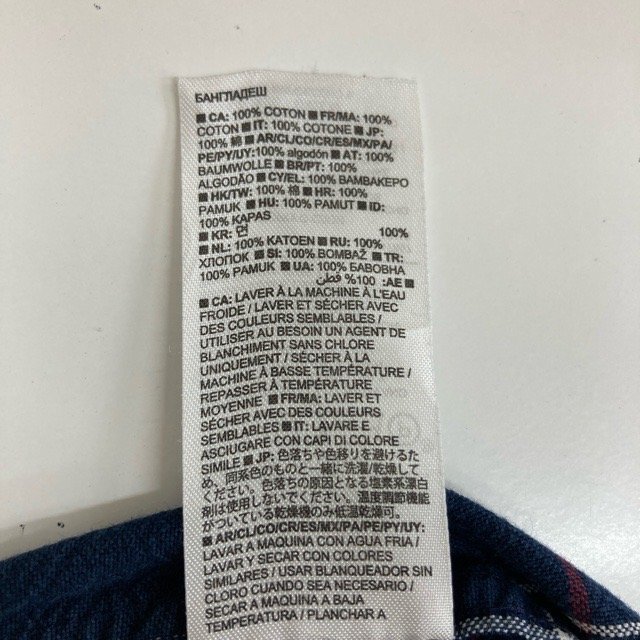 БАНГЛАДЕШ
■ CA: 100% COTON ■ FR/MA: 100%
COTON ■ IT: 100% COTONE ■ JP:
100% 棉 ■ AR/CL/CO/CR/ES/MX/PA/
PE/PY/UY: 100% algodón ■ AT: 100%
BAUMWOLLE ■ BR/PT: 100%
ALGODÃO ■ CY/EL: 100% BAMBAKEPO
■ HK/TW: 100% 棉 ■ HR: 100%
PAMUK ■ HU: 100% PAMUT ■ ID:
100% KAPAS
■ KR: 면 100%
■ NL: 100% KATOEN ■ RU: 100%
ХЛОПОК ■ SI: 100% BOMBAŽ ■ TR:
100% PAMUK ■ UA: 100% БАВОВНА
■ AE: 100% قطن
■ CA: LAVER À LA MACHINE À L'EAU
FROIDE / LAVER ET SÉCHER AVEC
DES COULEURS SEMBLABLES /
UTILISER AU BESOIN UN AGENT DE
BLANCHIMENT SANS CHLORE
UNIQUEMENT / SÉCHER À LA
MACHINE À BASSE TEMPÉRATURE /
REPASSER À TEMPÉRATURE
MOYENNE ■ FR/MA: LAVER ET
SÉCHER AVEC DES COULEURS
SEMBLABLES ■ IT: LAVARE E
ASCIUGARE CON CAPI DI COLORE
SIMILE ■ JP: 色落ちや色移りを避けるた
め、同系色のものと一緒に洗濯/乾燥して
ください。色落ちの原因となる塩素系漂白
剤は使用しないでください。温度調節機能
がついている乾燥機のみ低温乾燥可能。
■ AR/CL/CO/CR/ES/MX/PA/PE/PY/UY:
LAVAR A MAQUINA CON AGUA FRIA /
LAVAR Y SECAR CON COLORES
SIMILARES / USAR BLANQUEADOR SIN
CLORO CUANDO SEA NECESARIO /
SECAR A MAQUINA A BAJA
TEMPERATURA / PLANCHAR A